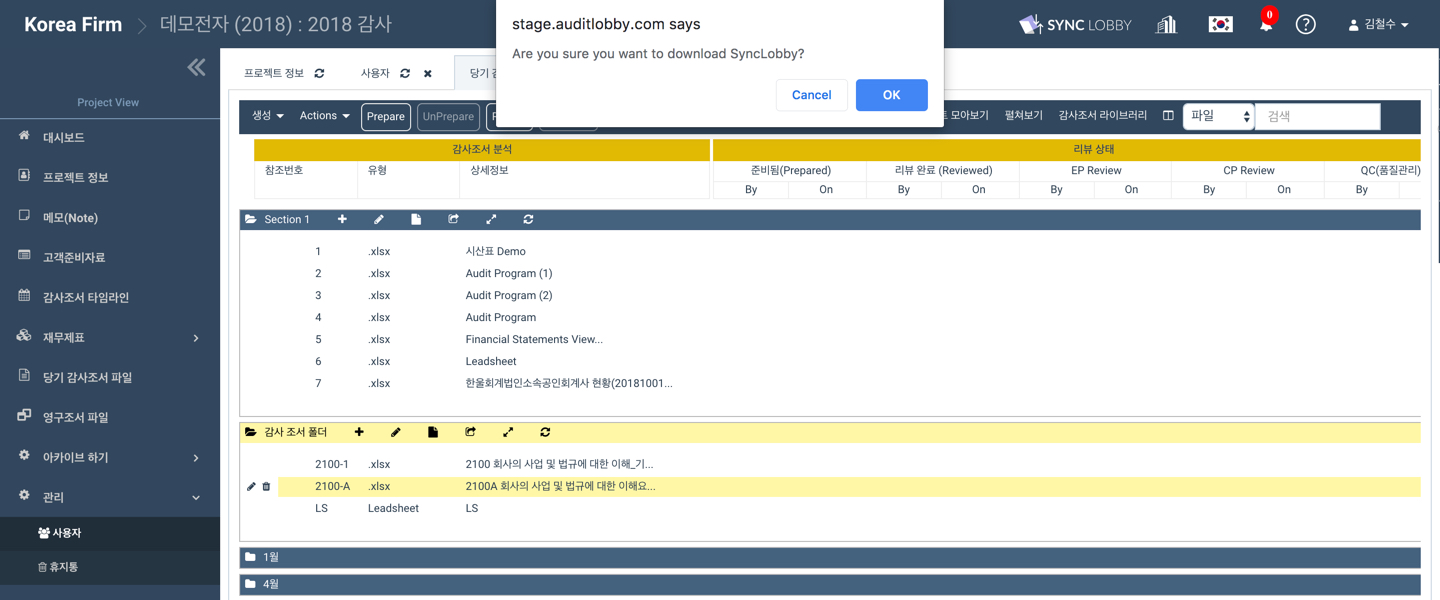 Korea Firm
데모전자 (2018) : 2018 감사
stage.auditlobby.com says
Are you sure you want to download SyncLobby?
Cancel
OK
SYNC LOBBY
0
김철수
Project View
대시보드
프로젝트 정보
메모(Note)
고객준비자료
감사조서 타임라인
재무제표
당기 감사조서 파일
영구조서 파일
아카이브 하기
관리
사용자
휴지통
프로젝트 정보
사용자
당기
생성
Actions
Prepare
UnPrepare
모아보기
펼쳐보기
감사조서 라이브러리
파일
검색
감사조서 분석
리뷰 상태
참조번호 유형 상세정보
준비됨(Prepared) 리뷰 완료 (Reviewed) EP Review CP Review QC(품질관리)
By On By On By On By On By
Section 1
1 .xlsx 시산표 Demo
2 .xlsx Audit Program (1)
3 .xlsx Audit Program (2)
4 .xlsx Audit Program
5 .xlsx Financial Statements View...
6 .xlsx Leadsheet
7 .xlsx 한울회계법인소속공인회계사 현황(20181001...
감사 조서 폴더
2100-1 .xlsx 2100 회사의 사업 및 법규에 대한 이해_기...
2100-A .xlsx 2100A 회사의 사업 및 법규에 대한 이해요...
LS Leadsheet LS
1월
4월